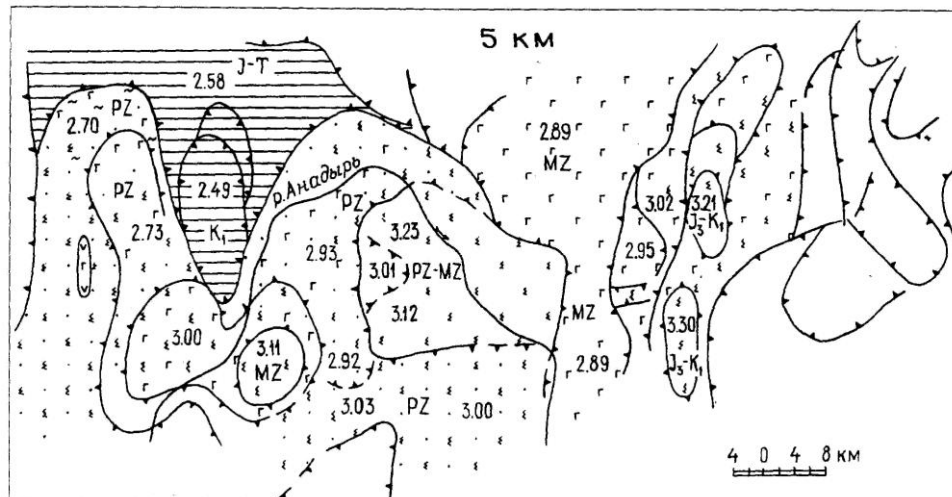 5 км
J-T
2.58
PZ
2.70
2.89
MZ
PZ
2.49
р. Анадырь
PZ
3.02
3.21
J₃-K₁
K₁
2.73
2.93
3.23
2.95
3.01
PZ-MZ
3.12
MZ
3.00
3.11
MZ
3.30
J₃-K₁
2.92
2.89
3.03
PZ
3.00
4 0 4 8 км